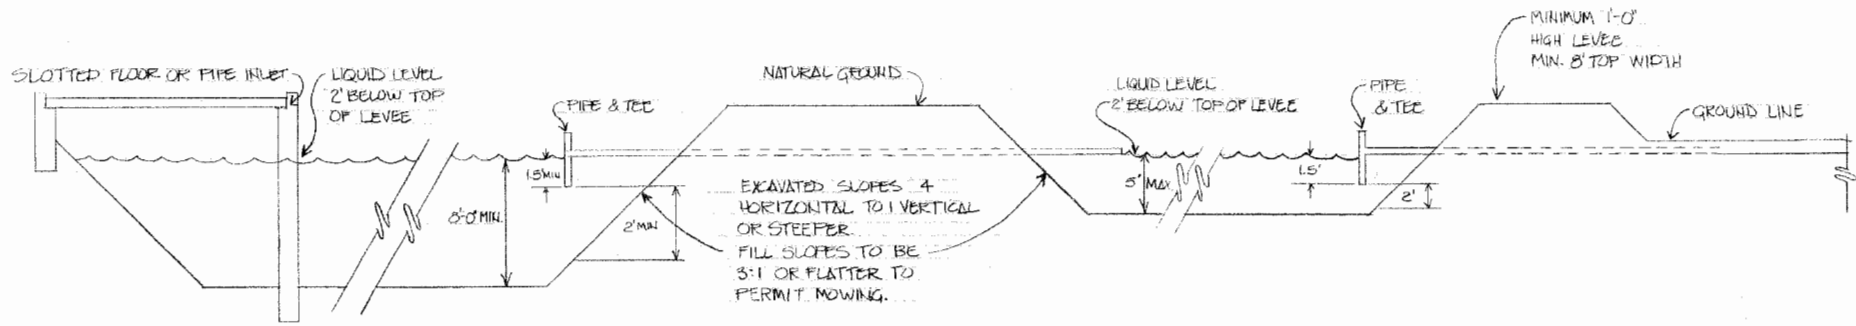 SLOTTED FLOOR OR PIPE INLET
LIQUID LEVEL
2' BELOW TOP
OF LEVEE
PIPE & TEE
NATURAL GROUND
LIQUID LEVEL
2' BELOW TOP OF LEVEE
PIPE
& TEE
MINIMUM 1'-0"
HIGH LEVEE
MIN. 8' TOP WIDTH
GROUND LINE
1.5' MIN
8'-0" MIN.
2' MIN
EXCAVATED SLOPES 4
HORIZONTAL TO 1 VERTICAL
OR STEEPER
FILL SLOPES TO BE
3:1 OR FLATTER TO
PERMIT MOWING.
5' MAX
1.5'
2'